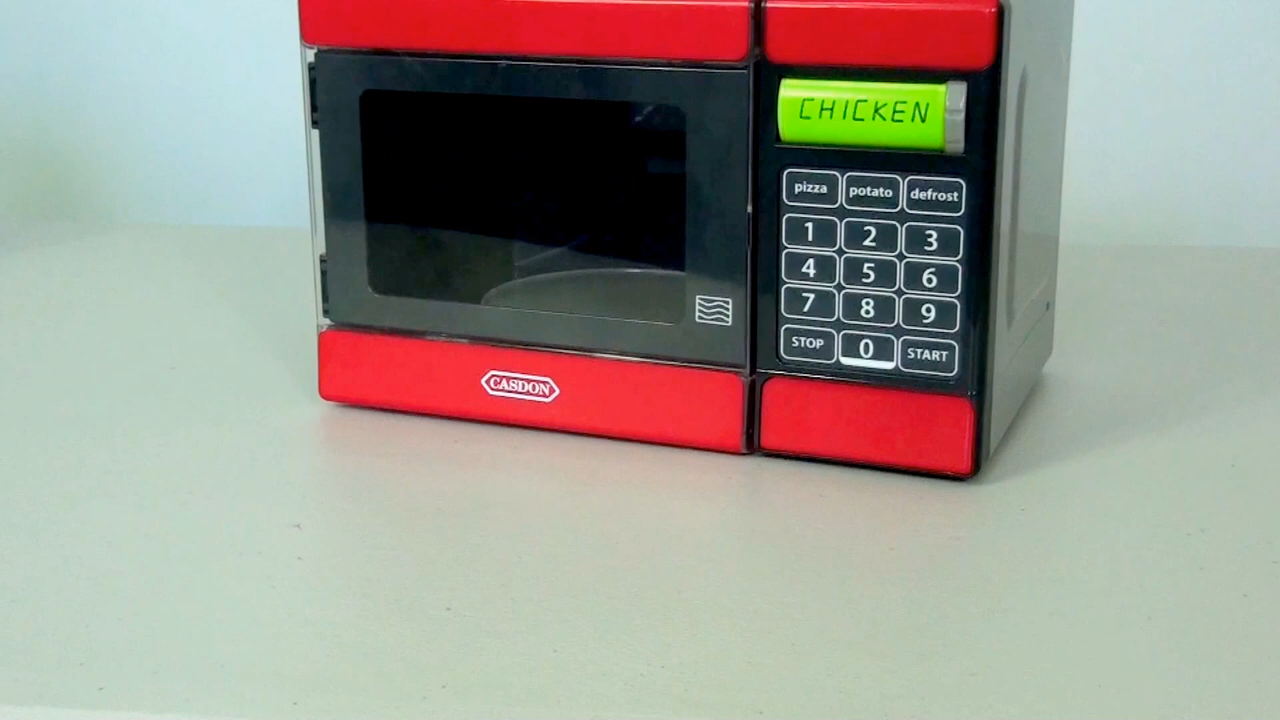 CHICKEN
pizza potato defrost
1 2 3
4 5 6
7 8 9
STOP 0 START
CASDON